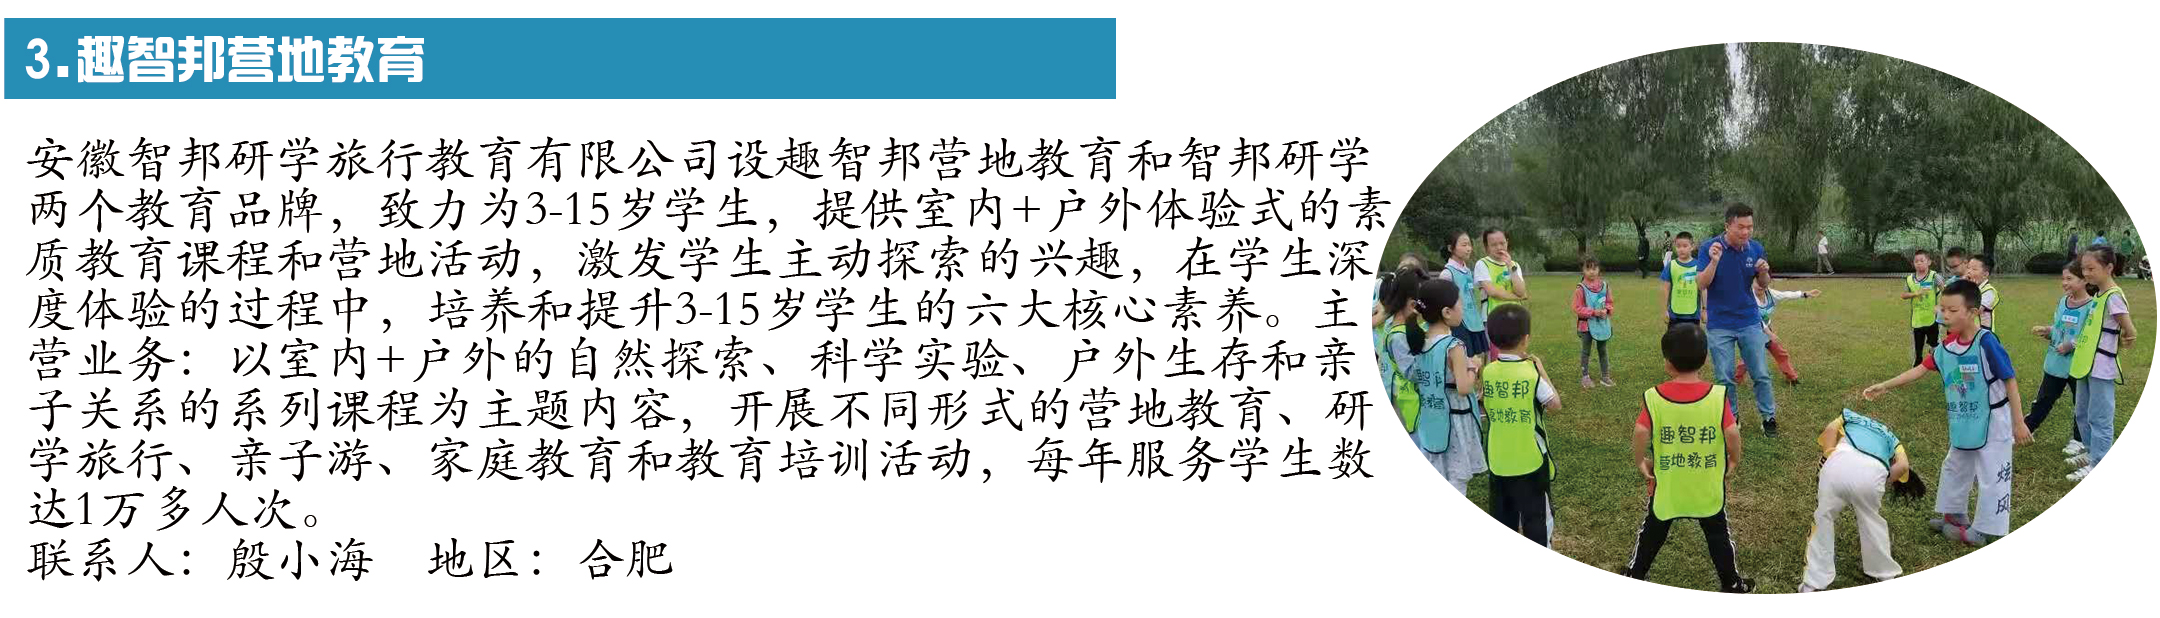 3.趣智邦营地教育
安徽智邦研学旅行教育有限公司设趣智邦营地教育和智邦研学
两个教育品牌，致力为3-15岁学生，提供室内+户外体验式的素
质教育课程和营地活动，激发学生主动探索的兴趣，在学生深
度体验的过程中，培养和提升3-15岁学生的六大核心素养。主
营业务：以室内+户外的自然探索、科学实验、户外生存和亲
子关系的系列课程为主题内容，开展不同形式的营地教育、研
学旅行、亲子游、家庭教育和教育培训活动，每年服务学生数
达1万多人次。
联系人：殷小海　地区：合肥
趣智邦
营地教育
趣智邦
营地教育
趣智邦
炫
风